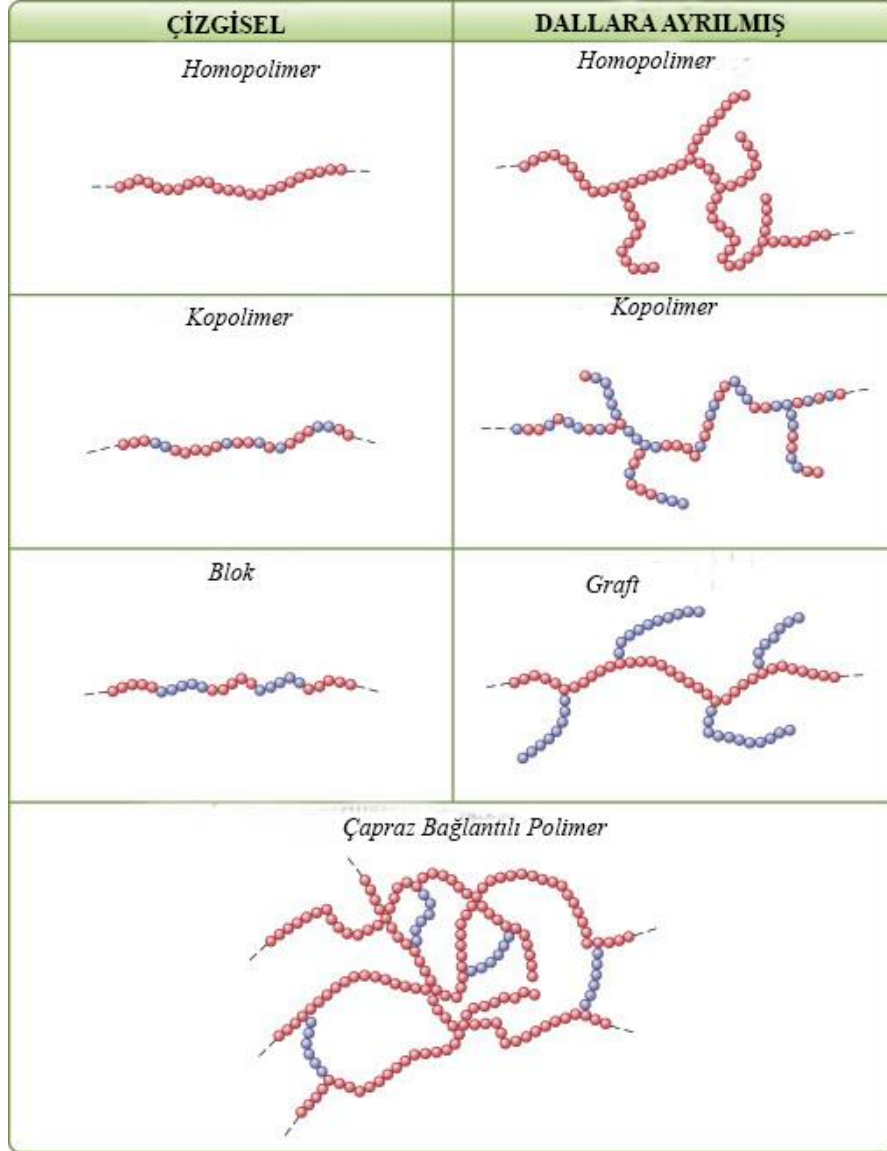 ÇİZGİSEL
DALLARA AYRILMIŞ
Homopolimer
Homopolimer
Kopolimer
Kopolimer
Blok
Graft
Çapraz Bağlantılı Polimer